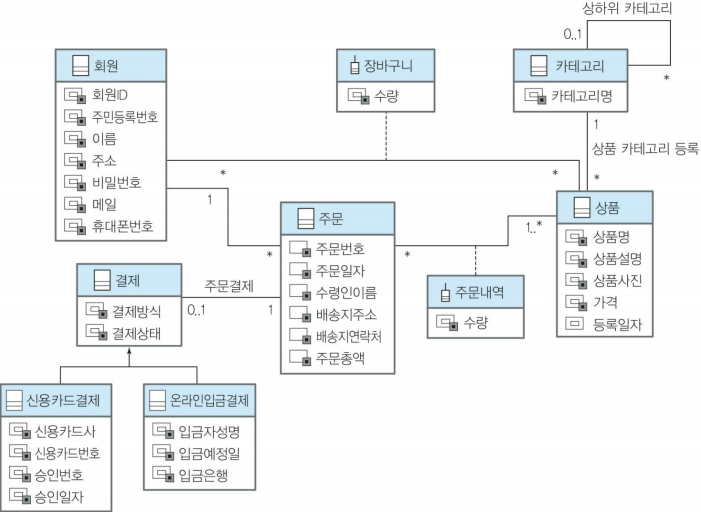 상하위 카테고리
0..1
*
회원
회원ID
주민등록번호
이름
주소
비밀번호
메일
휴대폰번호
장바구니
수량
카테고리
카테고리명
1
상품 카테고리 등록
*
*
*
1
*
주문
주문번호
주문일자
수령인이름
배송지주소
배송지연락처
주문총액
*
1..*
상품
상품명
상품설명
상품사진
가격
등록일자
주문내역
수량
결제
결제방식
결제상태
주문결제
0..1
1
신용카드결제
신용카드사
신용카드번호
승인번호
승인일자
온라인입금결제
입금자성명
입금예정일
입금은행